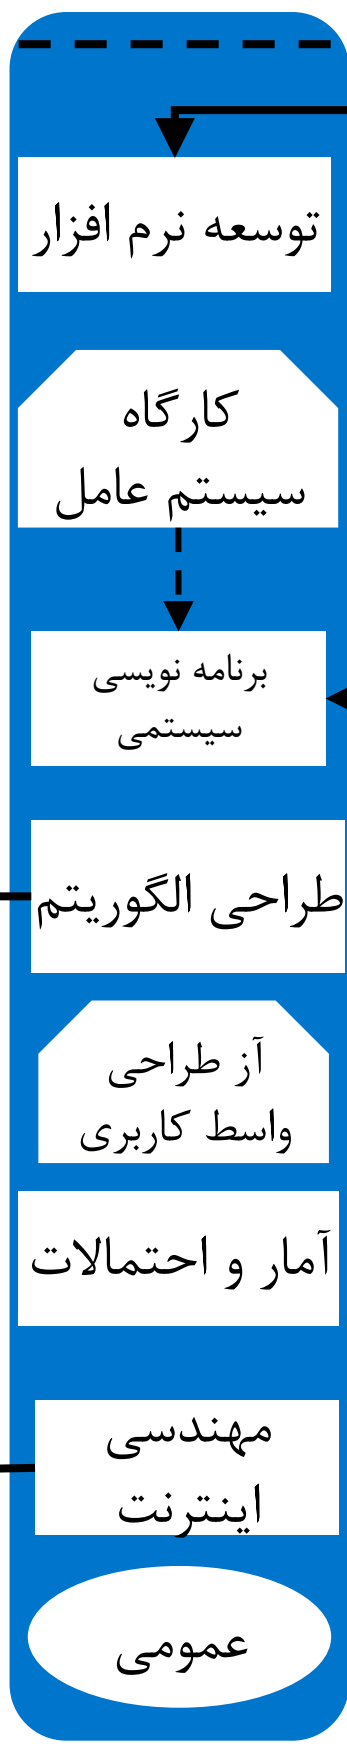 توسعه نرم افزار
کارگاه
سیستم عامل
برنامه نویسی
سیستمی
طراحی الگوریتم
آز طراحی
واسط کاربری
آمار و احتمالات
مهندسی
اینترنت
عمومی